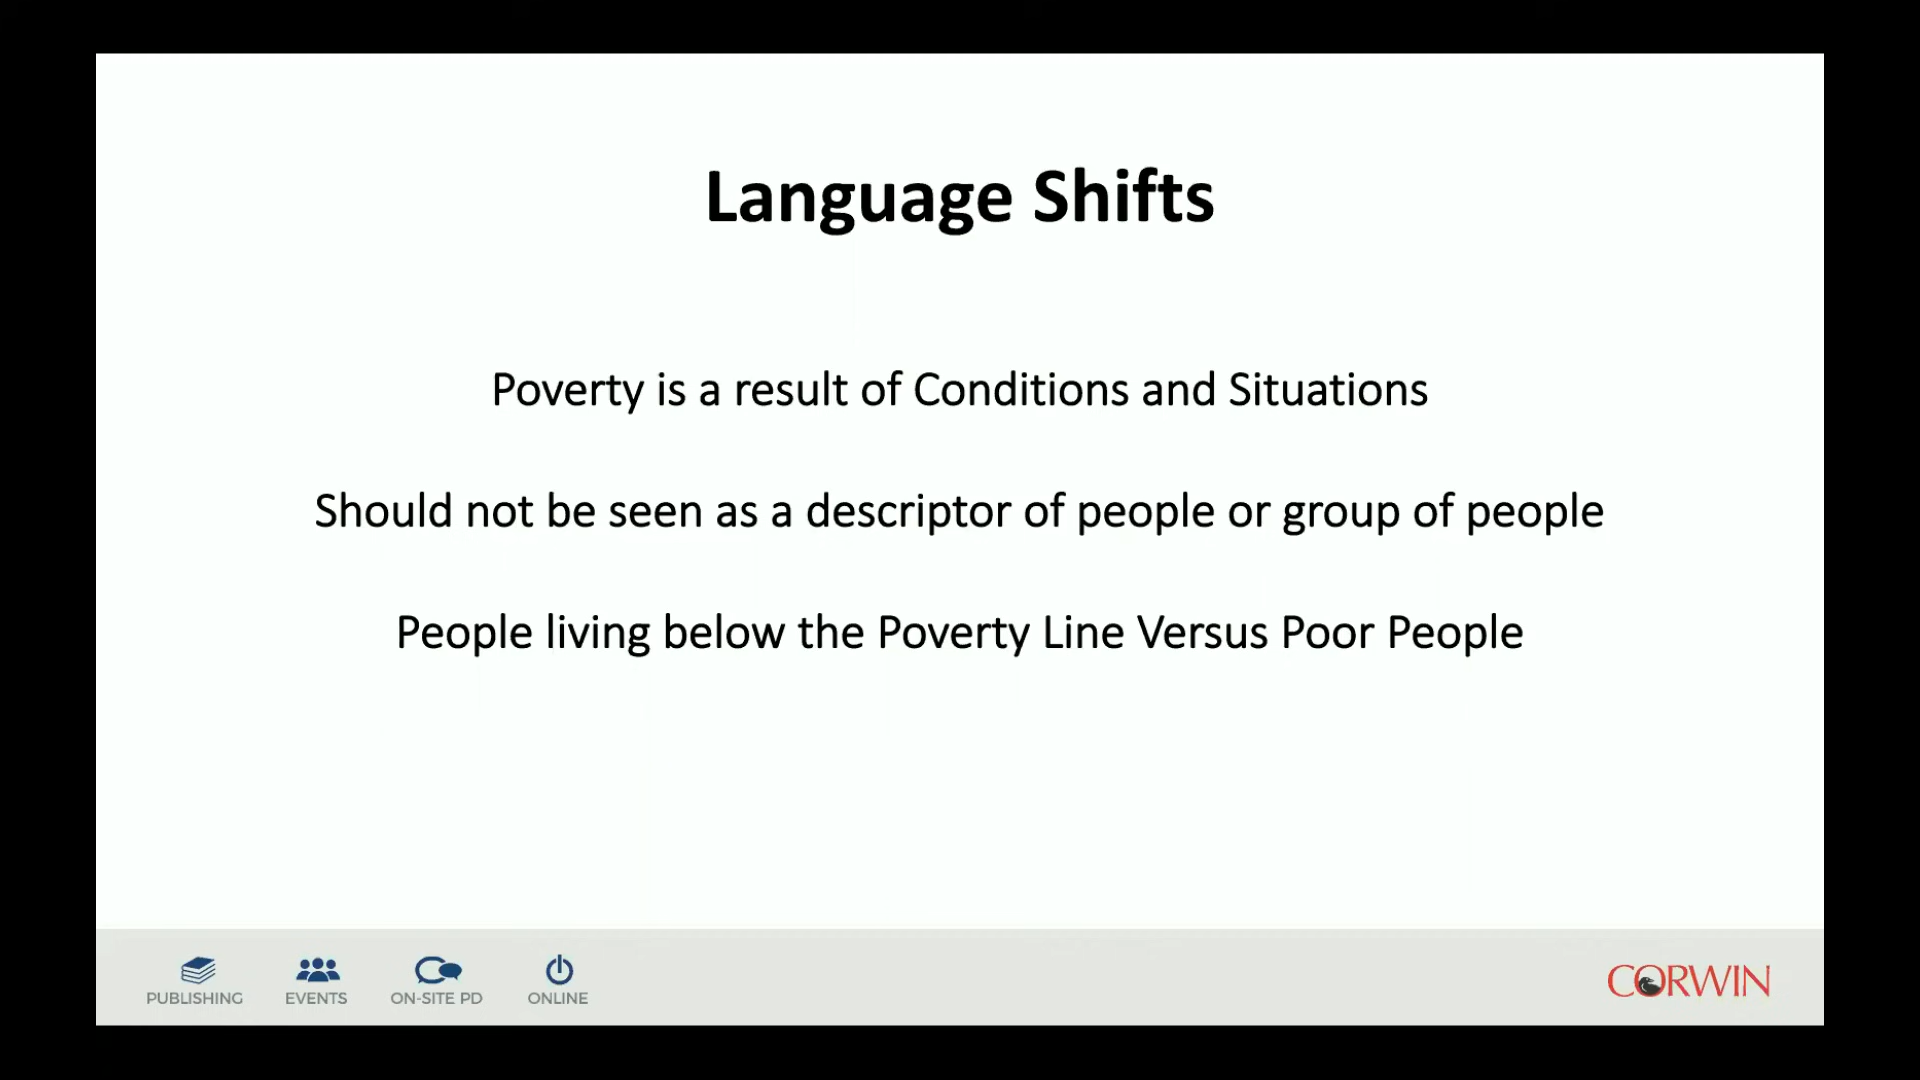 Language Shifts
Poverty is a result of Conditions and Situations
Should not be seen as a descriptor of people or group of people
People living below the Poverty Line Versus Poor People
PUBLISHING EVENTS ON-SITE PD ONLINE
CORWIN